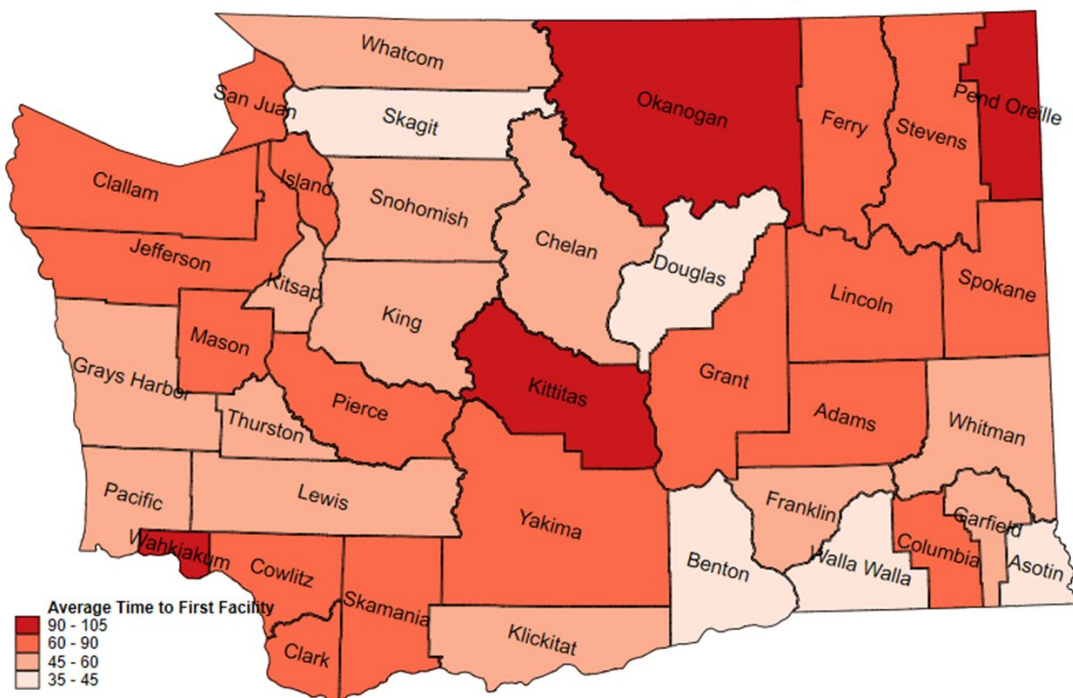 Whatcom
San Juan
Skagit
Okanogan
Ferry
Stevens
Pend Oreille
Clallam
Island
Snohomish
Chelan
Jefferson
Kitsap
King
Douglas
Lincoln
Spokane
Mason
Grays Harbor
Kittitas
Grant
Pierce
Thurston
Adams
Whitman
Pacific
Lewis
Yakima
Franklin
Garfield
Wahkiakum
Cowlitz
Skamania
Benton
Walla Walla
Columbia
Asotin
Clark
Klickitat
Average Time to First Facility
90 - 105
60 - 90
45 - 60
35 - 45